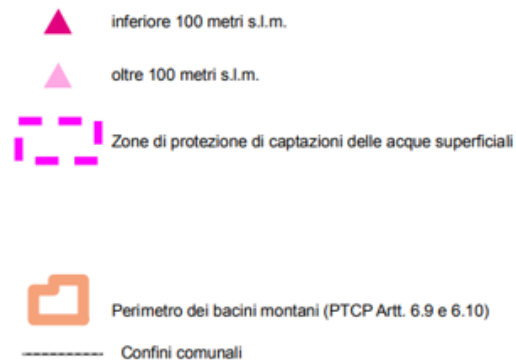 inferiore 100 metri s.l.m.
oltre 100 metri s.l.m.
Zone di protezione di captazioni delle acque superficiali
Perimetro dei bacini montani (PTCP Artt. 6.9 e 6.10)
Confini comunali